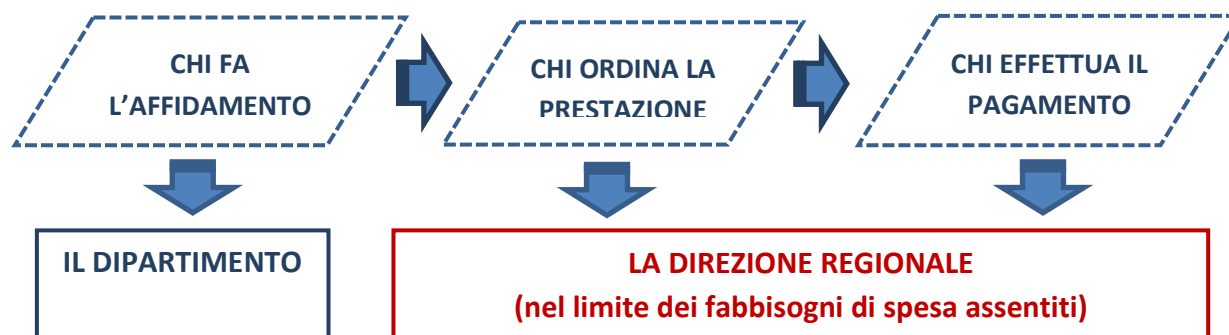 CHI FA
L’AFFIDAMENTO
CHI ORDINA LA
PRESTAZIONE
CHI EFFETTUA IL
PAGAMENTO
IL DIPARTIMENTO
LA DIREZIONE REGIONALE
(nel limite dei fabbisogni di spesa assentiti)